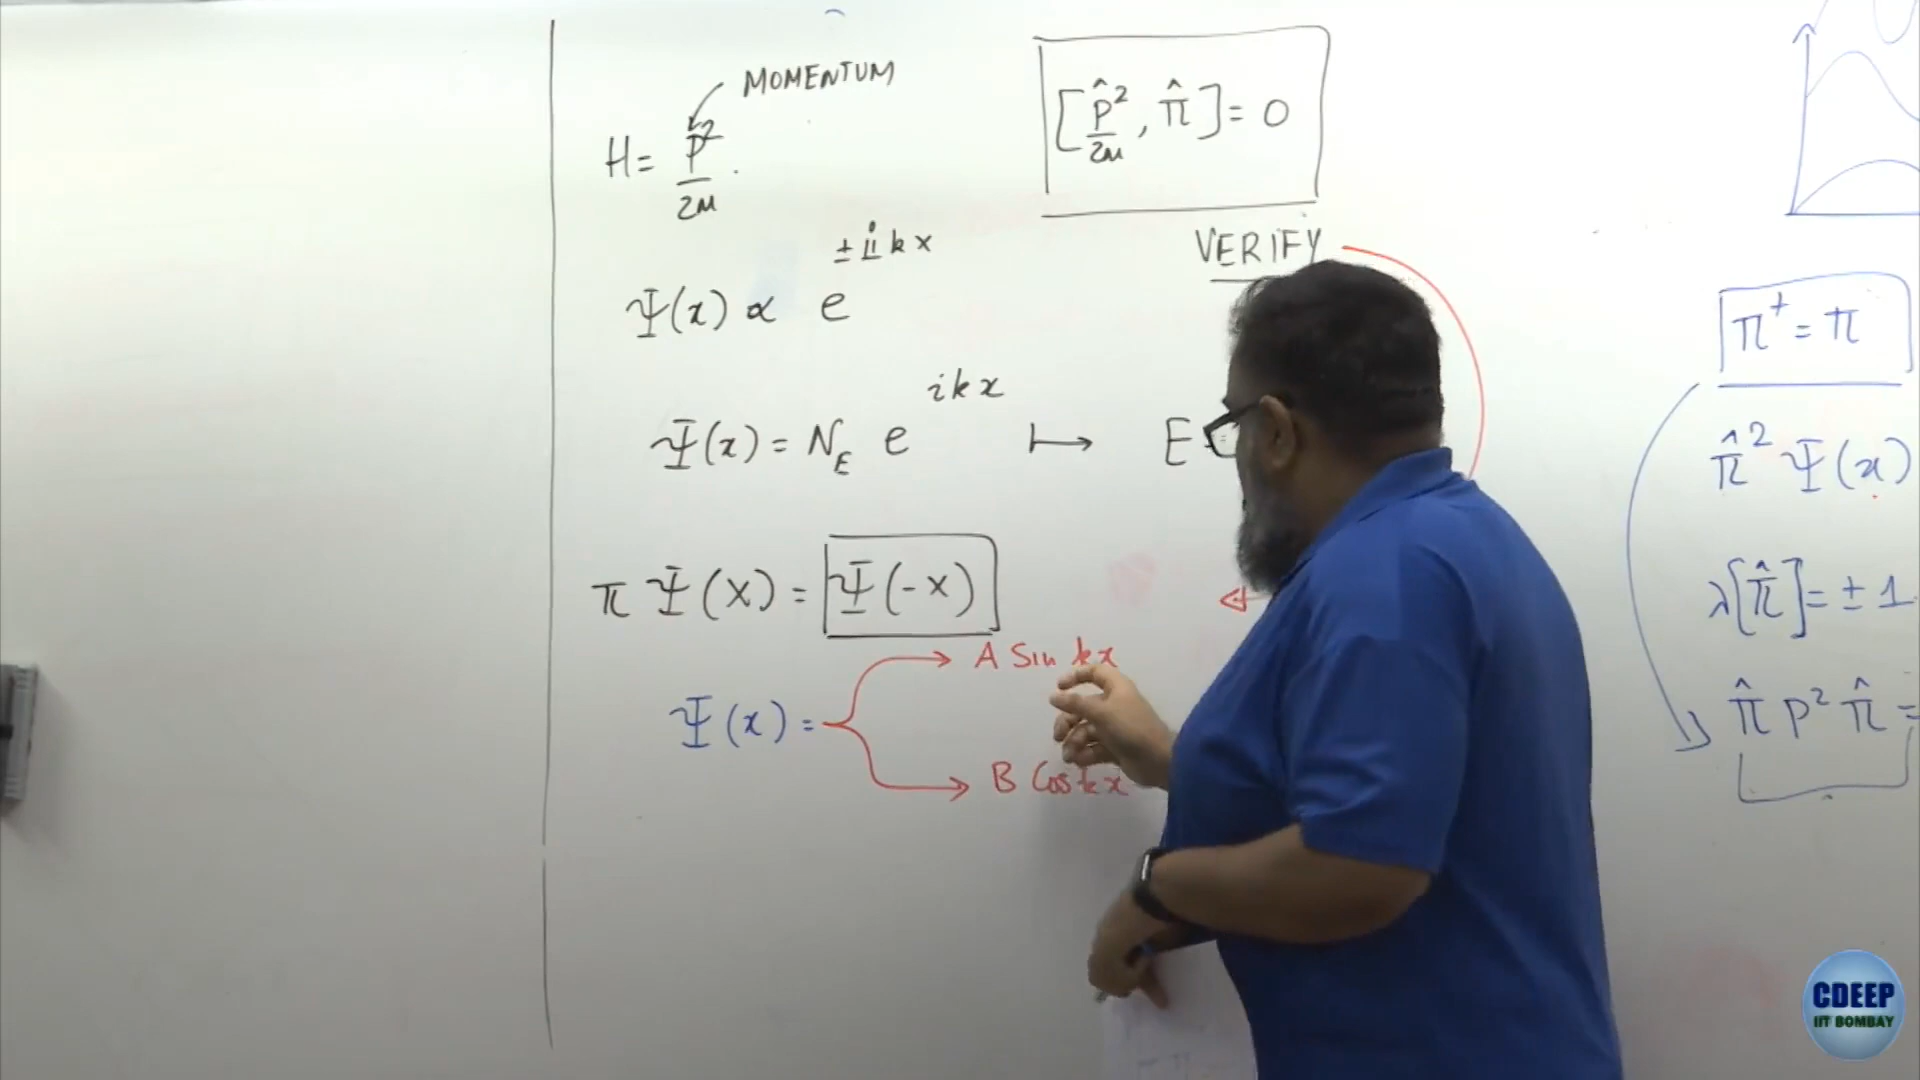 MOMENTUM
H = P²/2M
[P̂²/2M, π̂] = 0
VERIFY
Ψ(x) ∝ e^{±ikx}
Ψ(x) = N_E e^{ikx} ↦ E
π Ψ(x) = Ψ(-x)
Ψ(x) =
A Sin kx
B Cos kx
π⁺ = π
π̂² Ψ(x)
λ[π̂] = ± 1
π̂ P² π̂ =
CDEEP
IIT BOMBAY